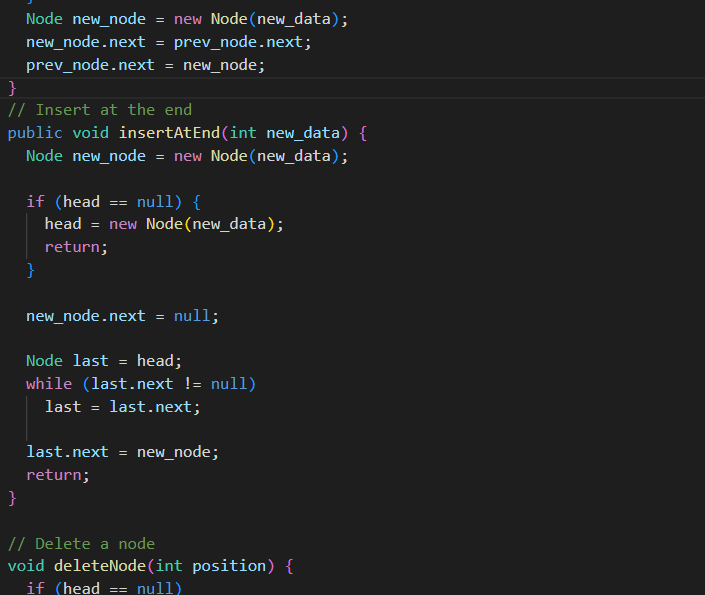 }
Node new_node = new Node(new_data);
new_node.next = prev_node.next;
prev_node.next = new_node;
}
// Insert at the end
public void insertAtEnd(int new_data) {
Node new_node = new Node(new_data);
if (head == null) {
head = new Node(new_data);
return;
}
new_node.next = null;
Node last = head;
while (last.next != null)
last = last.next;
last.next = new_node;
return;
}
// Delete a node
void deleteNode(int position) {
if (head == null)